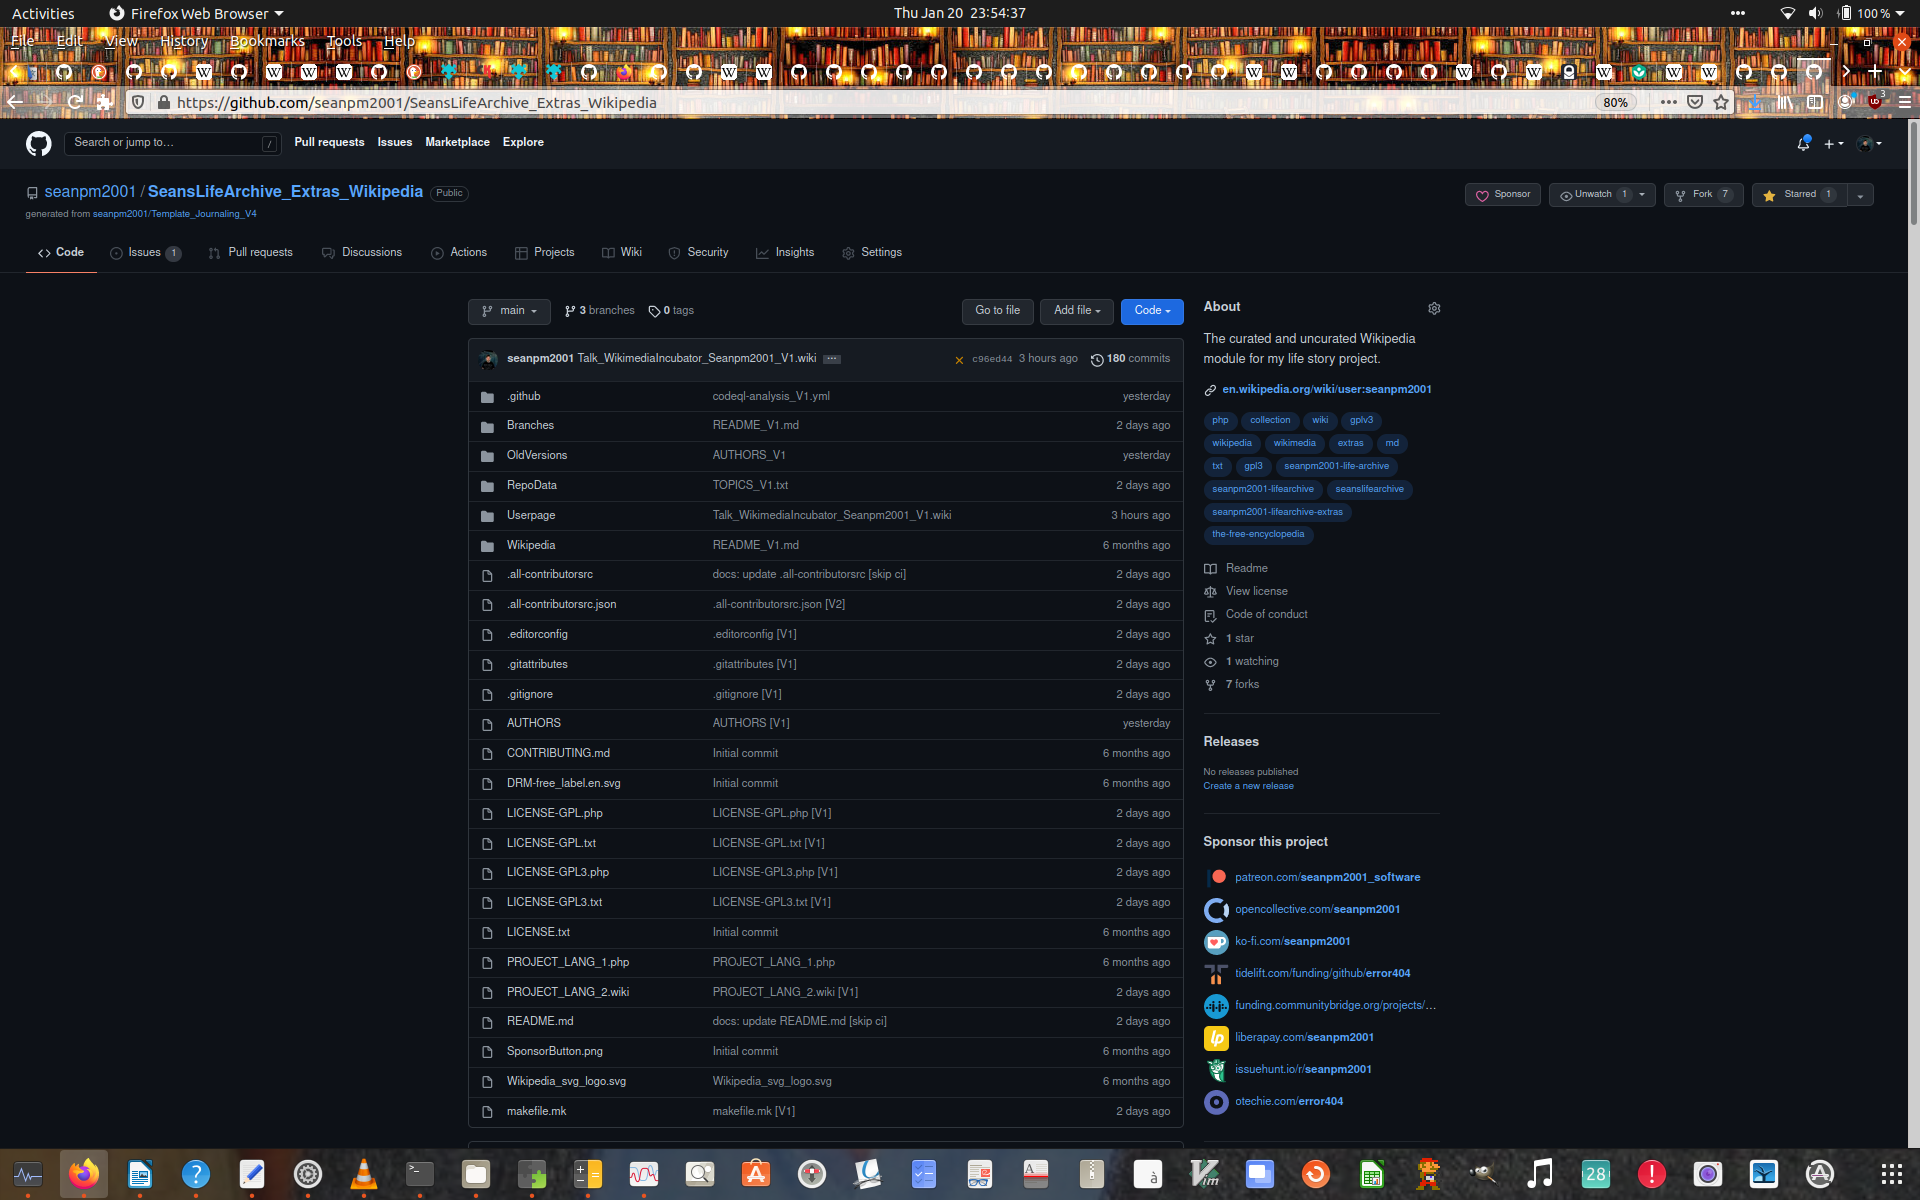 Activities Firefox Web Browser Thu Jan 20 23:54:37 100 %
File Edit View History Bookmarks Tools Help
https://github.com/seanpm2001/SeansLifeArchive_Extras_Wikipedia 80% 3
Search or jump to… / Pull requests Issues Marketplace Explore
seanpm2001 / SeansLifeArchive_Extras_Wikipedia Public Sponsor Unwatch 1 Fork 7 Starred 1
generated from seanpm2001/Template_Journaling_V4
Code Issues 1 Pull requests Discussions Actions Projects Wiki Security Insights Settings
main 3 branches 0 tags Go to file Add file Code
seanpm2001 Talk_WikimediaIncubator_Seanpm2001_V1.wiki ... c96ed44 3 hours ago 180 commits
.github codeql-analysis_V1.yml yesterday
Branches README_V1.md 2 days ago
OldVersions AUTHORS_V1 yesterday
RepoData TOPICS_V1.txt 2 days ago
Userpage Talk_WikimediaIncubator_Seanpm2001_V1.wiki 3 hours ago
Wikipedia README_V1.md 6 months ago
.all-contributorsrc docs: update .all-contributorsrc [skip ci] 2 days ago
.all-contributorsrc.json .all-contributorsrc.json [V2] 2 days ago
.editorconfig .editorconfig [V1] 2 days ago
.gitattributes .gitattributes [V1] 2 days ago
.gitignore .gitignore [V1] 2 days ago
AUTHORS AUTHORS [V1] yesterday
CONTRIBUTING.md Initial commit 6 months ago
DRM-free_label.en.svg Initial commit 6 months ago
LICENSE-GPL.php LICENSE-GPL.php [V1] 2 days ago
LICENSE-GPL.txt LICENSE-GPL.txt [V1] 2 days ago
LICENSE-GPL3.php LICENSE-GPL3.php [V1] 2 days ago
LICENSE-GPL3.txt LICENSE-GPL3.txt [V1] 2 days ago
LICENSE.txt Initial commit 6 months ago
PROJECT_LANG_1.php PROJECT_LANG_1.php 6 months ago
PROJECT_LANG_2.wiki PROJECT_LANG_2.wiki [V1] 2 days ago
README.md docs: update README.md [skip ci] 2 days ago
SponsorButton.png Initial commit 6 months ago
Wikipedia_svg_logo.svg Wikipedia_svg_logo.svg 6 months ago
makefile.mk makefile.mk [V1] 2 days ago
About
The curated and uncurated Wikipedia
module for my life story project.
en.wikipedia.org/wiki/user:seanpm2001
php collection wiki gplv3
wikipedia wikimedia extras md
txt gpl3 seanpm2001-life-archive
seanpm2001-lifearchive seanslifearchive
seanpm2001-lifearchive-extras
the-free-encyclopedia
Readme
View license
Code of conduct
1 star
1 watching
7 forks
Releases
No releases published
Create a new release
Sponsor this project
patreon.com/seanpm2001_software
opencollective.com/seanpm2001
ko-fi.com/seanpm2001
tidelift.com/funding/github/error404
funding.communitybridge.org/projects/…
liberapay.com/seanpm2001
issuehunt.io/r/seanpm2001
otechie.com/error404
28